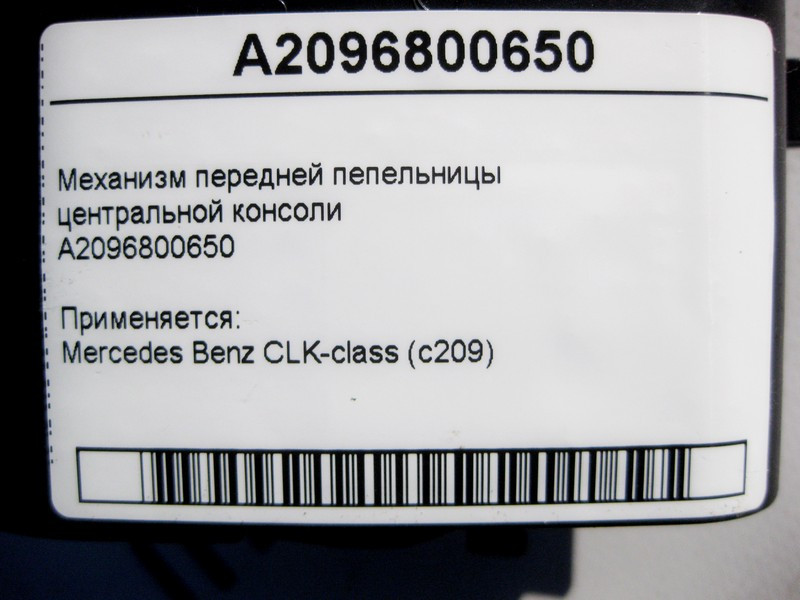 A2096800650
Механизм передней пепельницы
центральной консоли
A2096800650
Применяется:
Mercedes Benz CLK-class (c209)